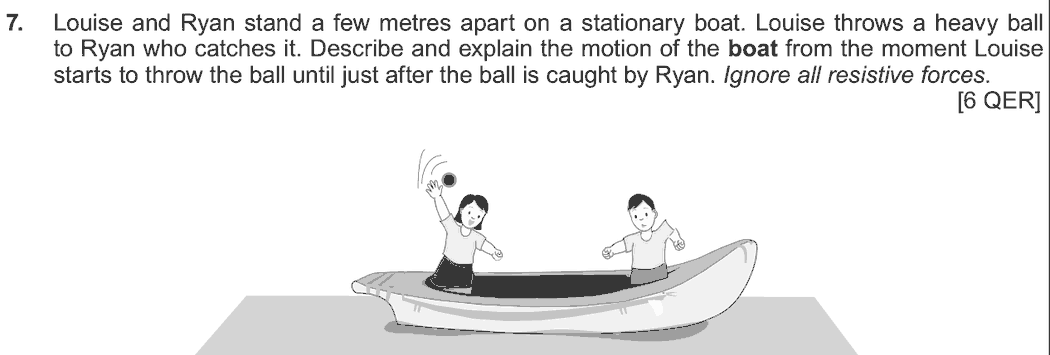 7. Louise and Ryan stand a few metres apart on a stationary boat. Louise throws a heavy ball
to Ryan who catches it. Describe and explain the motion of the boat from the moment Louise
starts to throw the ball until just after the ball is caught by Ryan. Ignore all resistive forces.
[6 QER]